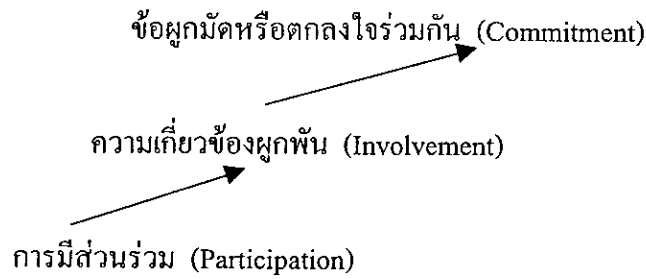 ข้อผูกมัดหรือตกลงใจร่วมกัน (Commitment)
ความเกี่ยวข้องผูกพัน (Involvement)
การมีส่วนร่วม (Participation)